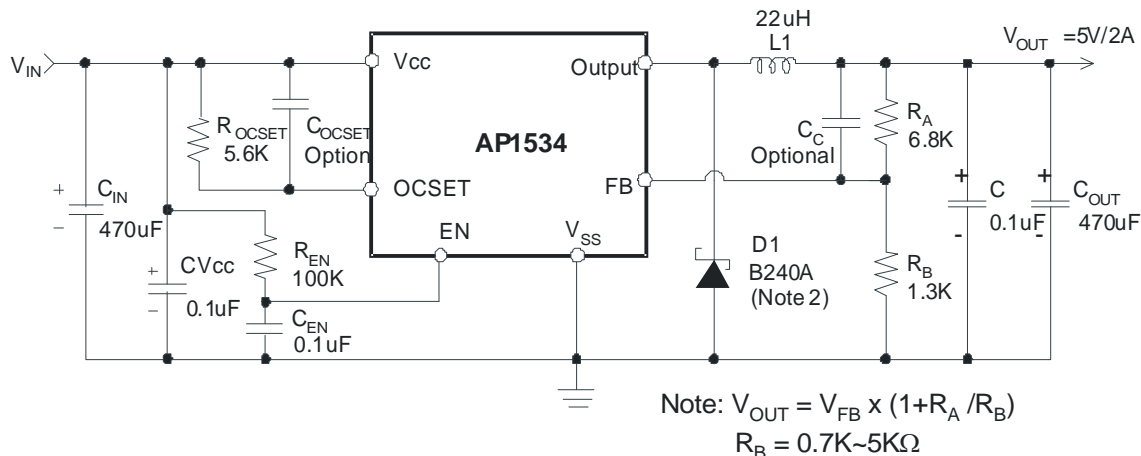 22uH
L1
V_OUT =5V/2A
V_IN
Vcc
Output
R_OCSET
5.6K
C_OCSET
Option
AP1534
C_C
Optional
R_A
6.8K
OCSET
FB
+
C_IN
470uF
-
EN
V_SS
R_EN
100K
+
CVcc
0.1uF
-
C_EN
0.1uF
D1
B240A
(Note 2)
R_B
1.3K
+
C
0.1uF
-
+
C_OUT
470uF
-
Note: V_OUT = V_FB x (1+R_A /R_B)
R_B = 0.7K~5KΩ